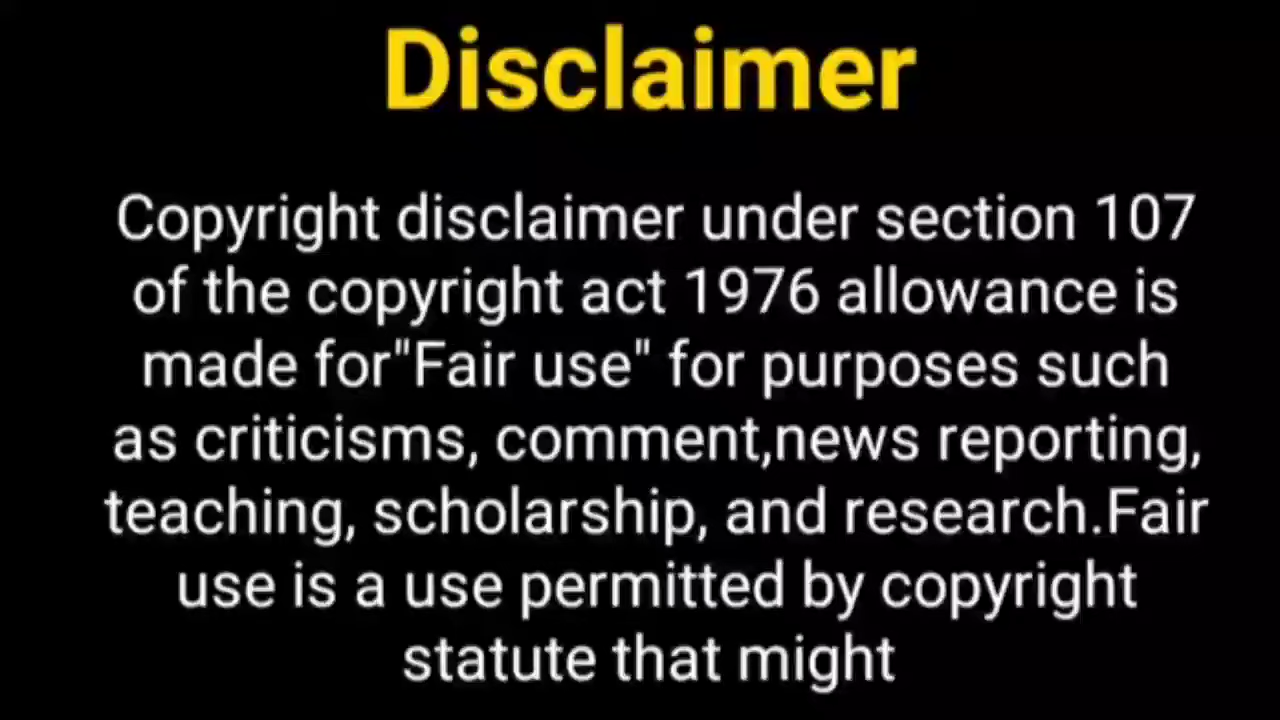 Disclaimer
Copyright disclaimer under section 107
of the copyright act 1976 allowance is
made for"Fair use" for purposes such
as criticisms, comment,news reporting,
teaching, scholarship, and research.Fair
use is a use permitted by copyright
statute that might